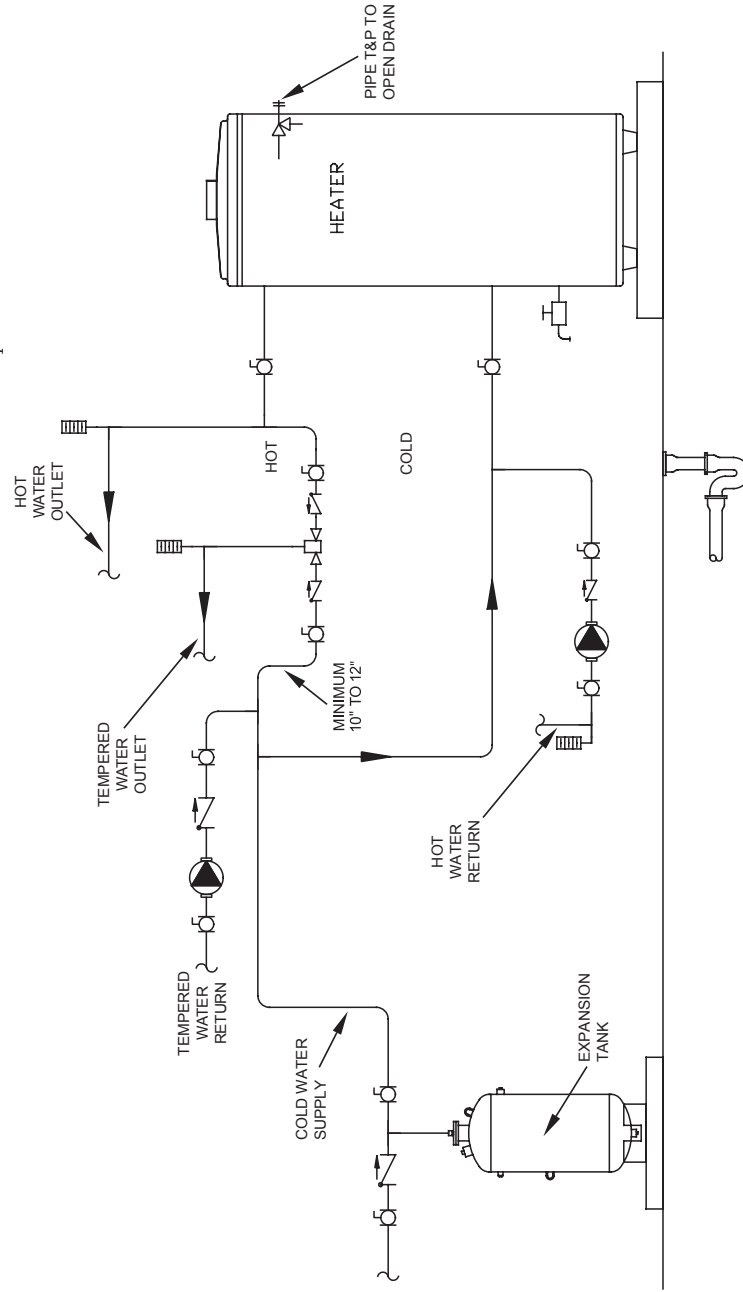 PIPE T&P TO
OPEN DRAIN
HEATER
HOT
WATER
OUTLET
HOT
COLD
TEMPERED
WATER
OUTLET
MINIMUM
10" TO 12"
HOT
WATER
RETURN
TEMPERED
WATER
RETURN
COLD WATER
SUPPLY
EXPANSION
TANK